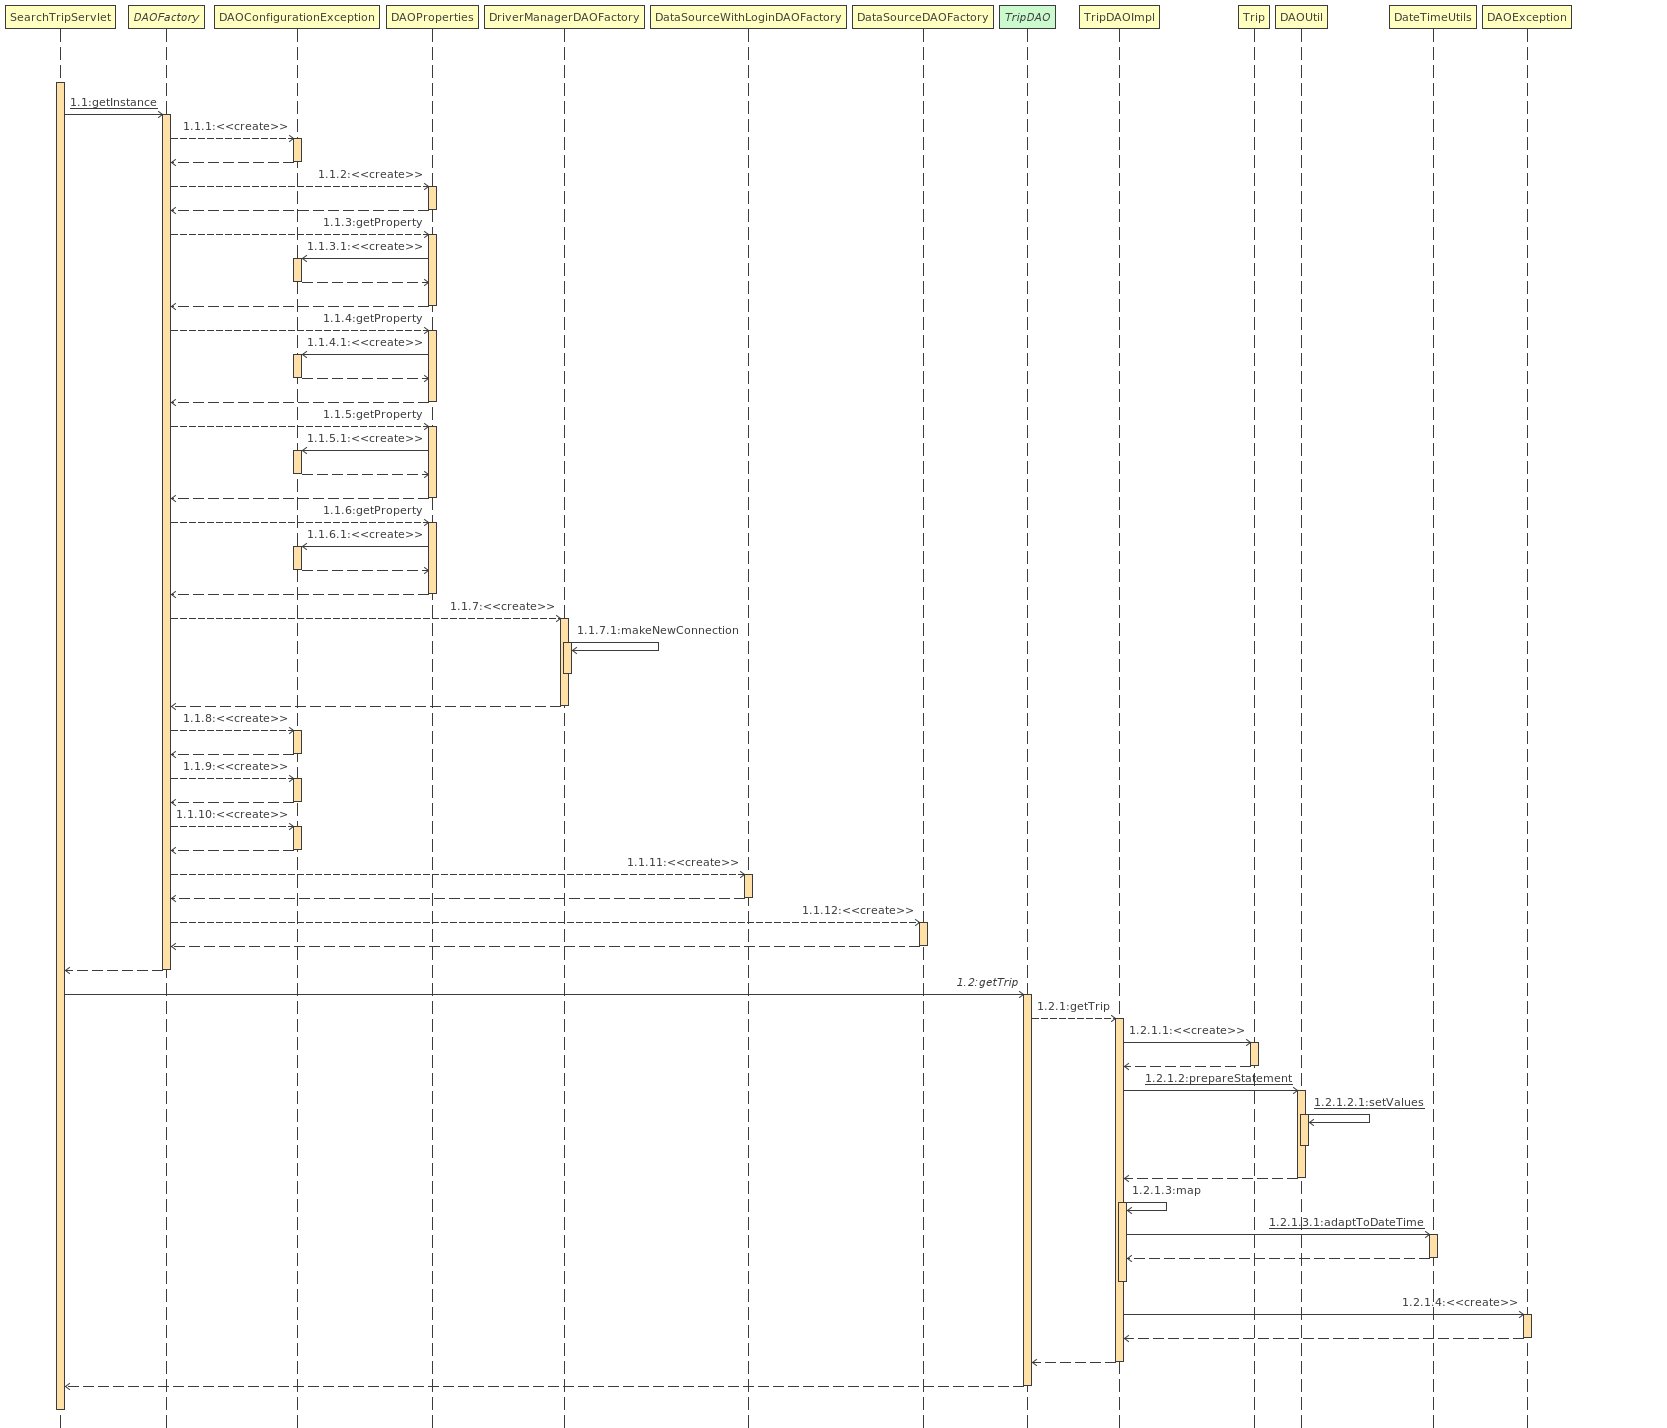 SearchTripServlet
DAOFactory
DAOConfigurationException
DAOProperties
DriverManagerDAOFactory
DataSourceWithLoginDAOFactory
DataSourceDAOFactory
TripDAO
TripDAOImpl
Trip
DAOUtil
DateTimeUtils
DAOException
1.1:getInstance
1.1.1:<<create>>
1.1.2:<<create>>
1.1.3:getProperty
1.1.3.1:<<create>>
1.1.4:getProperty
1.1.4.1:<<create>>
1.1.5:getProperty
1.1.5.1:<<create>>
1.1.6:getProperty
1.1.6.1:<<create>>
1.1.7:<<create>>
1.1.7.1:makeNewConnection
1.1.8:<<create>>
1.1.9:<<create>>
1.1.10:<<create>>
1.1.11:<<create>>
1.1.12:<<create>>
1.2:getTrip
1.2.1:getTrip
1.2.1.1:<<create>>
1.2.1.2:prepareStatement
1.2.1.2.1:setValues
1.2.1.3:map
1.2.1.3.1:adaptToDateTime
1.2.1.4:<<create>>